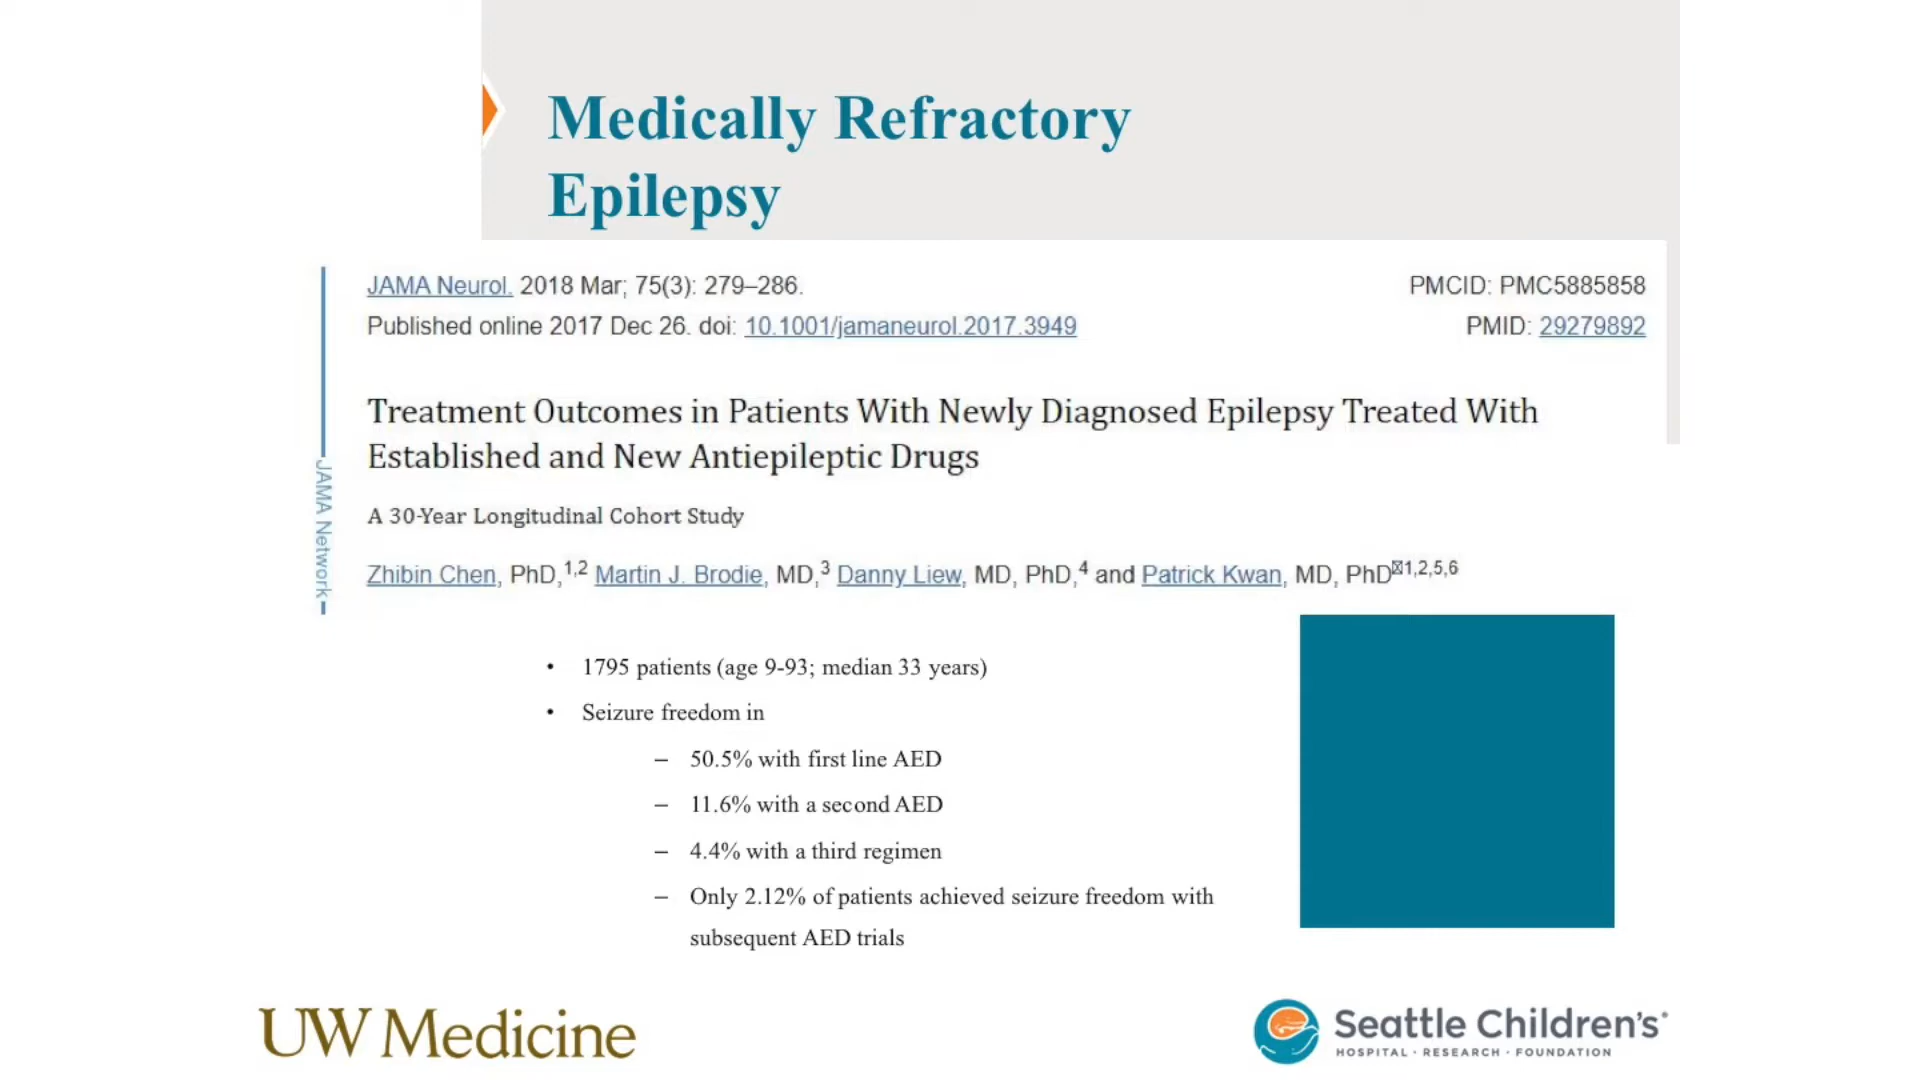 Medically Refractory
Epilepsy
JAMA Neurol. 2018 Mar; 75(3): 279–286.
PMCID: PMC5885858
Published online 2017 Dec 26. doi: 10.1001/jamaneurol.2017.3949
PMID: 29279892
JAMA Network
Treatment Outcomes in Patients With Newly Diagnosed Epilepsy Treated With
Established and New Antiepileptic Drugs
A 30-Year Longitudinal Cohort Study
Zhibin Chen, PhD,1,2 Martin J. Brodie, MD,3 Danny Liew, MD, PhD,4 and Patrick Kwan, MD, PhD☒1,2,5,6
• 1795 patients (age 9-93; median 33 years)
• Seizure freedom in
– 50.5% with first line AED
– 11.6% with a second AED
– 4.4% with a third regimen
– Only 2.12% of patients achieved seizure freedom with
subsequent AED trials
UW Medicine
Seattle Children's®
HOSPITAL · RESEARCH · FOUNDATION